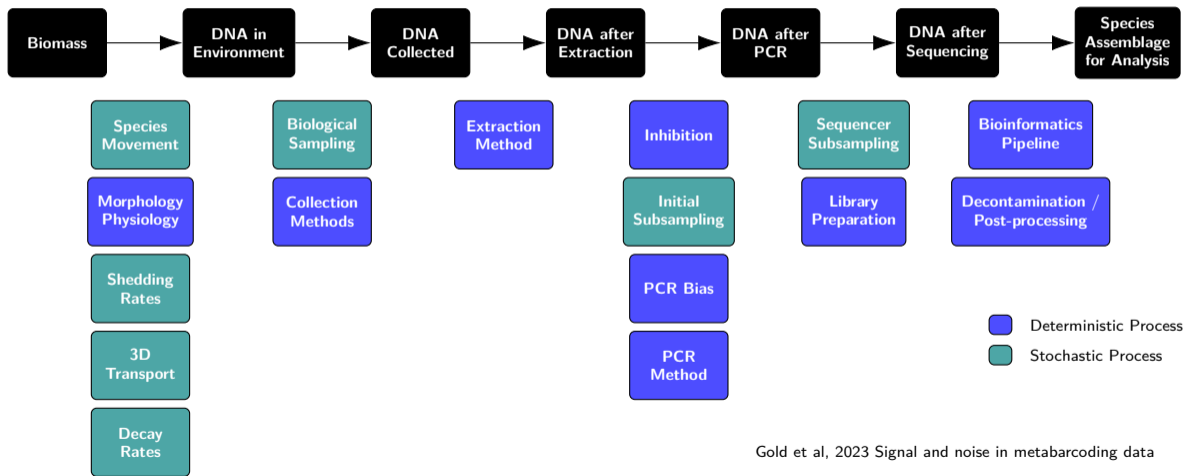 Biomass
DNA in
Environment
DNA
Collected
DNA after
Extraction
DNA after
PCR
DNA after
Sequencing
Species
Assemblage
for Analysis
Species
Movement
Morphology
Physiology
Shedding
Rates
3D
Transport
Decay
Rates
Biological
Sampling
Collection
Methods
Extraction
Method
Inhibition
Initial
Subsampling
PCR Bias
PCR
Method
Sequencer
Subsampling
Library
Preparation
Bioinformatics
Pipeline
Decontamination /
Post-processing
Deterministic Process
Stochastic Process
Gold et al, 2023 Signal and noise in metabarcoding data